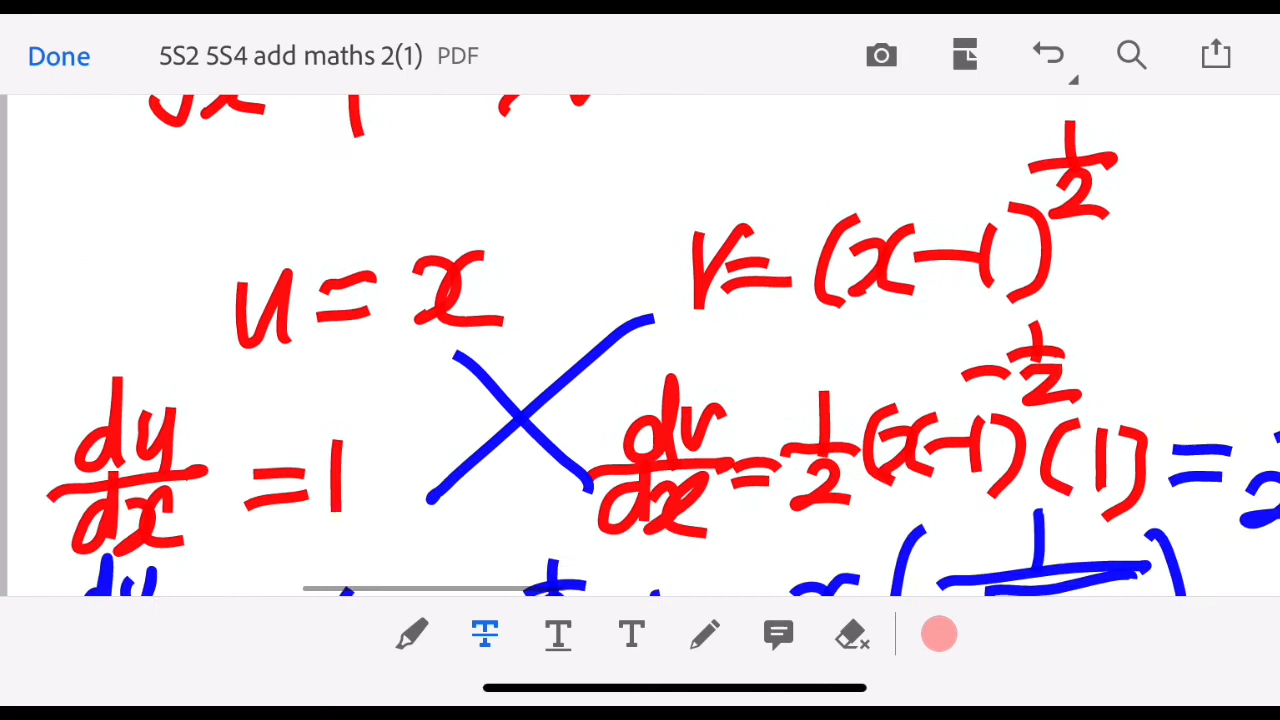 Done 5S2 5S4 add maths 2(1) PDF
u = x
v = (x-1)^{1/2}
du/dx = 1
dv/dx = 1/2 (x-1)^{-1/2} (1) =